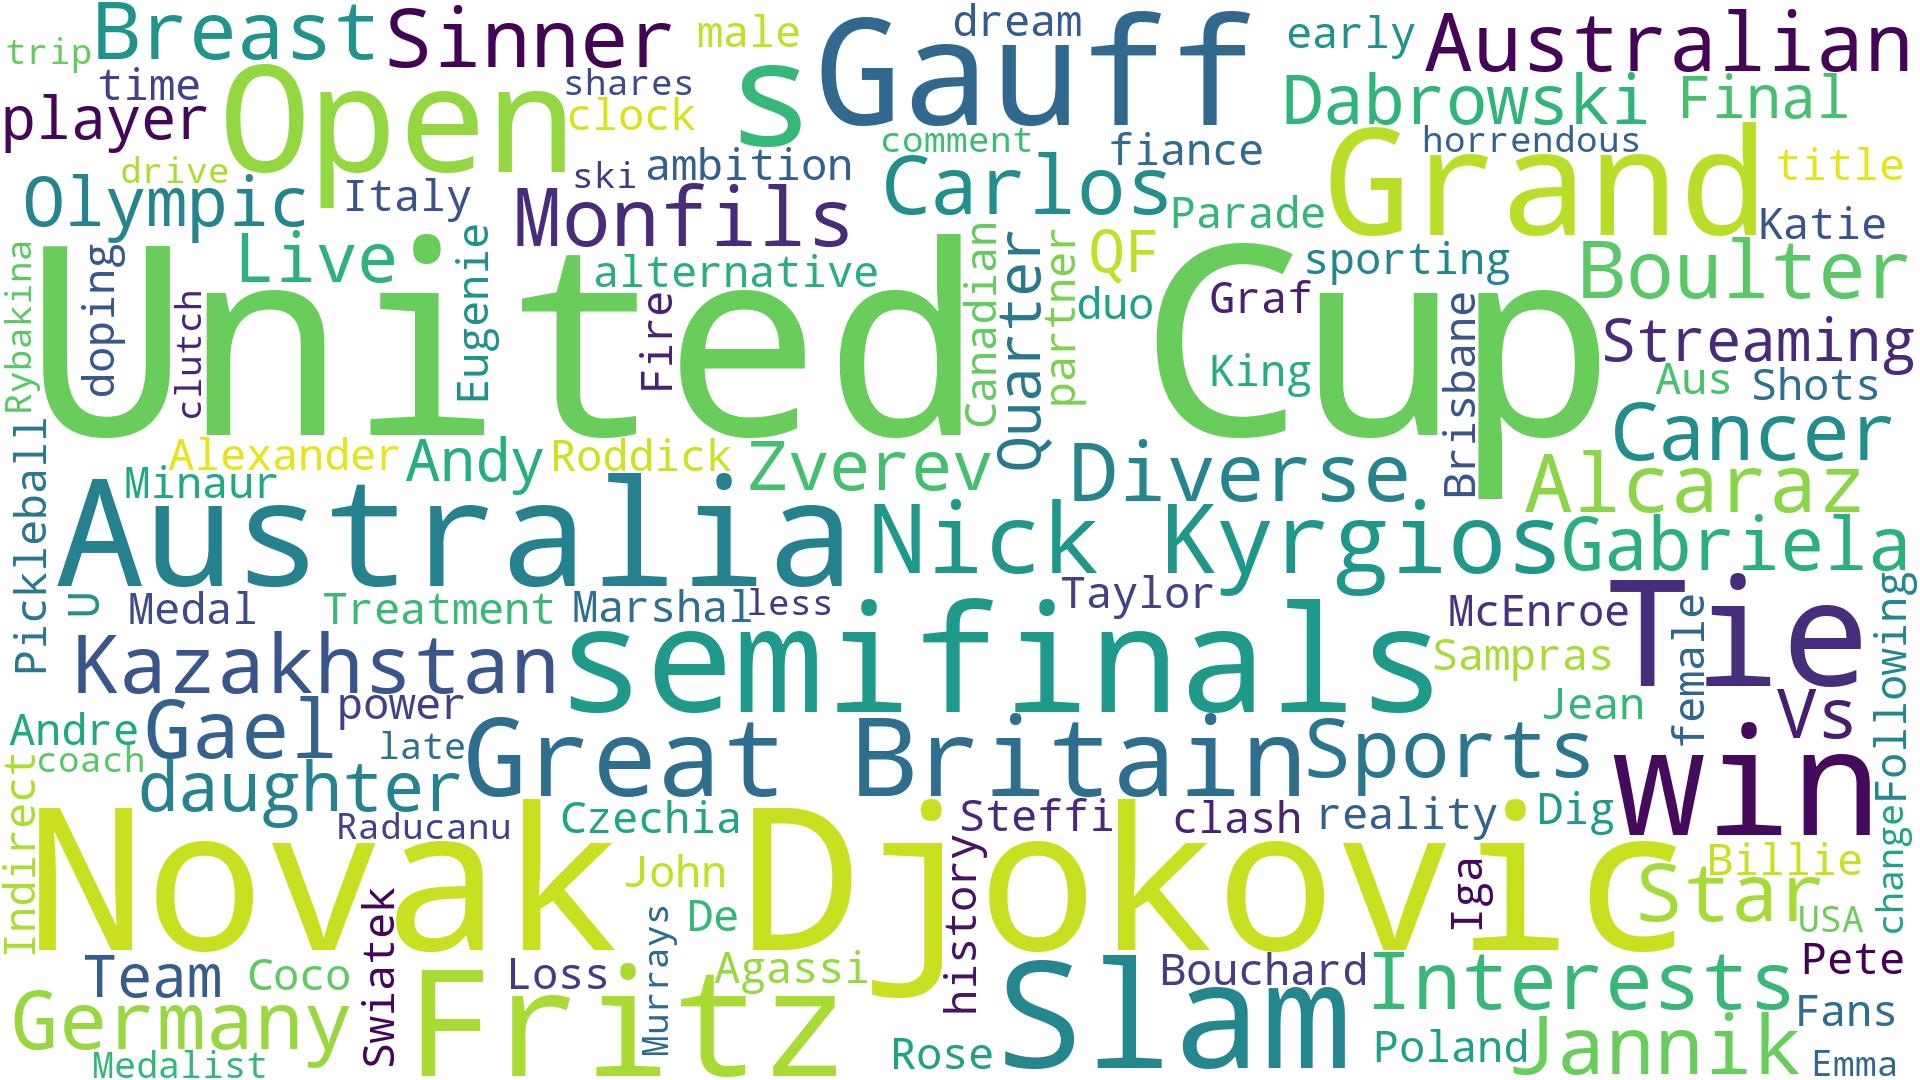 trip
Breast
Sinner
male
Gauff
dream
early
Australian
time
shares
player
Open
clock
s
Dabrowski
Final
comment
fiance
Grand
horrendous
title
drive
ski
ambition
Carlos
Olympic
Italy
Monfils
Parade
Katie
Live
Eugenie
alternative
Canadian
Quarter
partner
QF
sporting
Boulter
Rybakina
doping
clutch
Fire
duo
Graf
Brisbane
Streaming
United Cup
King
Aus
Shots
Cancer
Pickleball
Alexander
Andy
Roddick
Zverev
Diverse
Alcaraz
Minaur
Australia
Nick Kyrgios
Gabriela
U
Medal
Treatment
Marshal
less
Taylor
McEnroe
Tie
female
Following
Kazakhstan
semifinals
Sampras
Jean
Vs
Andre
Gael
power
late
coach
Great Britain
Sports
win
daughter
Indirect
Raducanu
Czechia
Steffi
clash
reality
Dig
change
Novak Djokovic
John
history
Iga
Billie
Star
Swiatek
Murrays
De
USA
Team
Coco
Loss
Agassi
Slam
Bouchard
Interests
Pete
Germany
Fritz
Fans
Medalist
Rose
Poland
Jannik
Emma